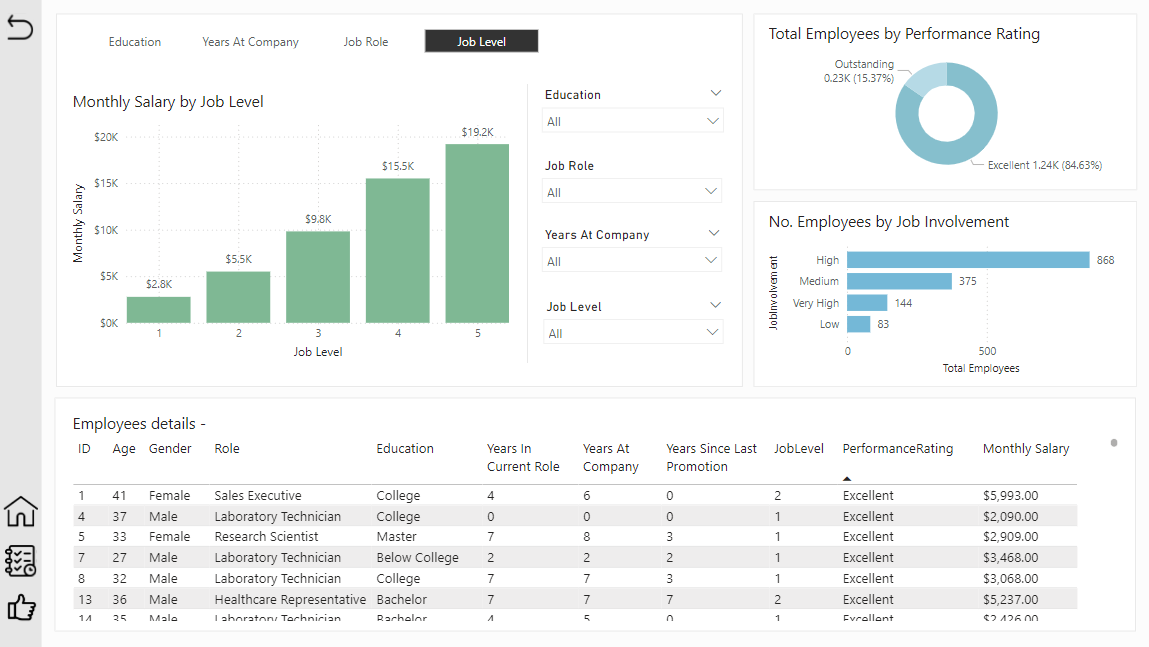 Education Years At Company Job Role Job Level
Monthly Salary by Job Level
Monthly Salary
$20K
$15K
$10K
$5K
$0K
$2.8K
$5.5K
$9.8K
$15.5K
$19.2K
1 2 3 4 5
Job Level
Education
All
Job Role
All
Years At Company
All
Job Level
All
Total Employees by Performance Rating
Outstanding
0.23K (15.37%)
Excellent 1.24K (84.63%)
No. Employees by Job Involvement
JobInvolvement
High 868
Medium 375
Very High 144
Low 83
0 500
Total Employees
Employees details -
ID Age Gender Role Education Years In Current Role Years At Company Years Since Last Promotion JobLevel PerformanceRating Monthly Salary
1 41 Female Sales Executive College 4 6 0 2 Excellent $5,993.00
4 37 Male Laboratory Technician College 0 0 0 1 Excellent $2,090.00
5 33 Female Research Scientist Master 7 8 3 1 Excellent $2,909.00
7 27 Male Laboratory Technician Below College 2 2 2 1 Excellent $3,468.00
8 32 Male Laboratory Technician College 7 7 3 1 Excellent $3,068.00
13 36 Male Healthcare Representative Bachelor 7 7 7 2 Excellent $5,237.00
14 35 Male Laboratory Technician Bachelor 4 5 0 1 Excellent $2,426.00